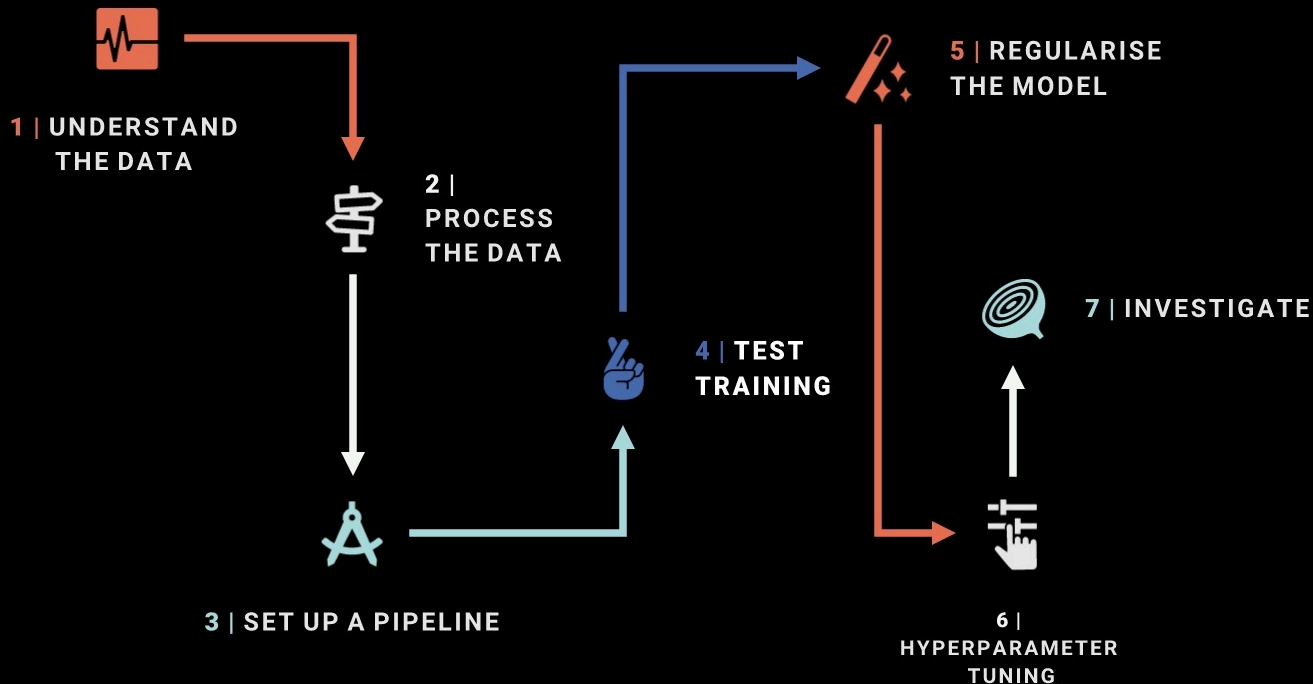 1 | UNDERSTAND
THE DATA
2 |
PROCESS
THE DATA
3 | SET UP A PIPELINE
4 | TEST
TRAINING
5 | REGULARISE
THE MODEL
6 |
HYPERPARAMETER
TUNING
7 | INVESTIGATE